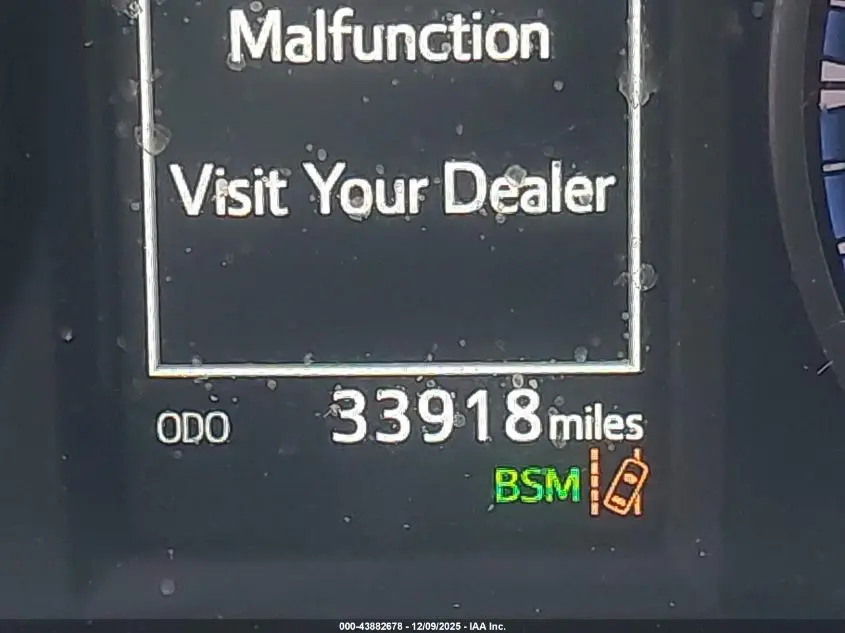 Malfunction
Visit Your Dealer
ODO 33918 miles
BSM
000-43882678 - 12/09/2025 - IAA Inc.